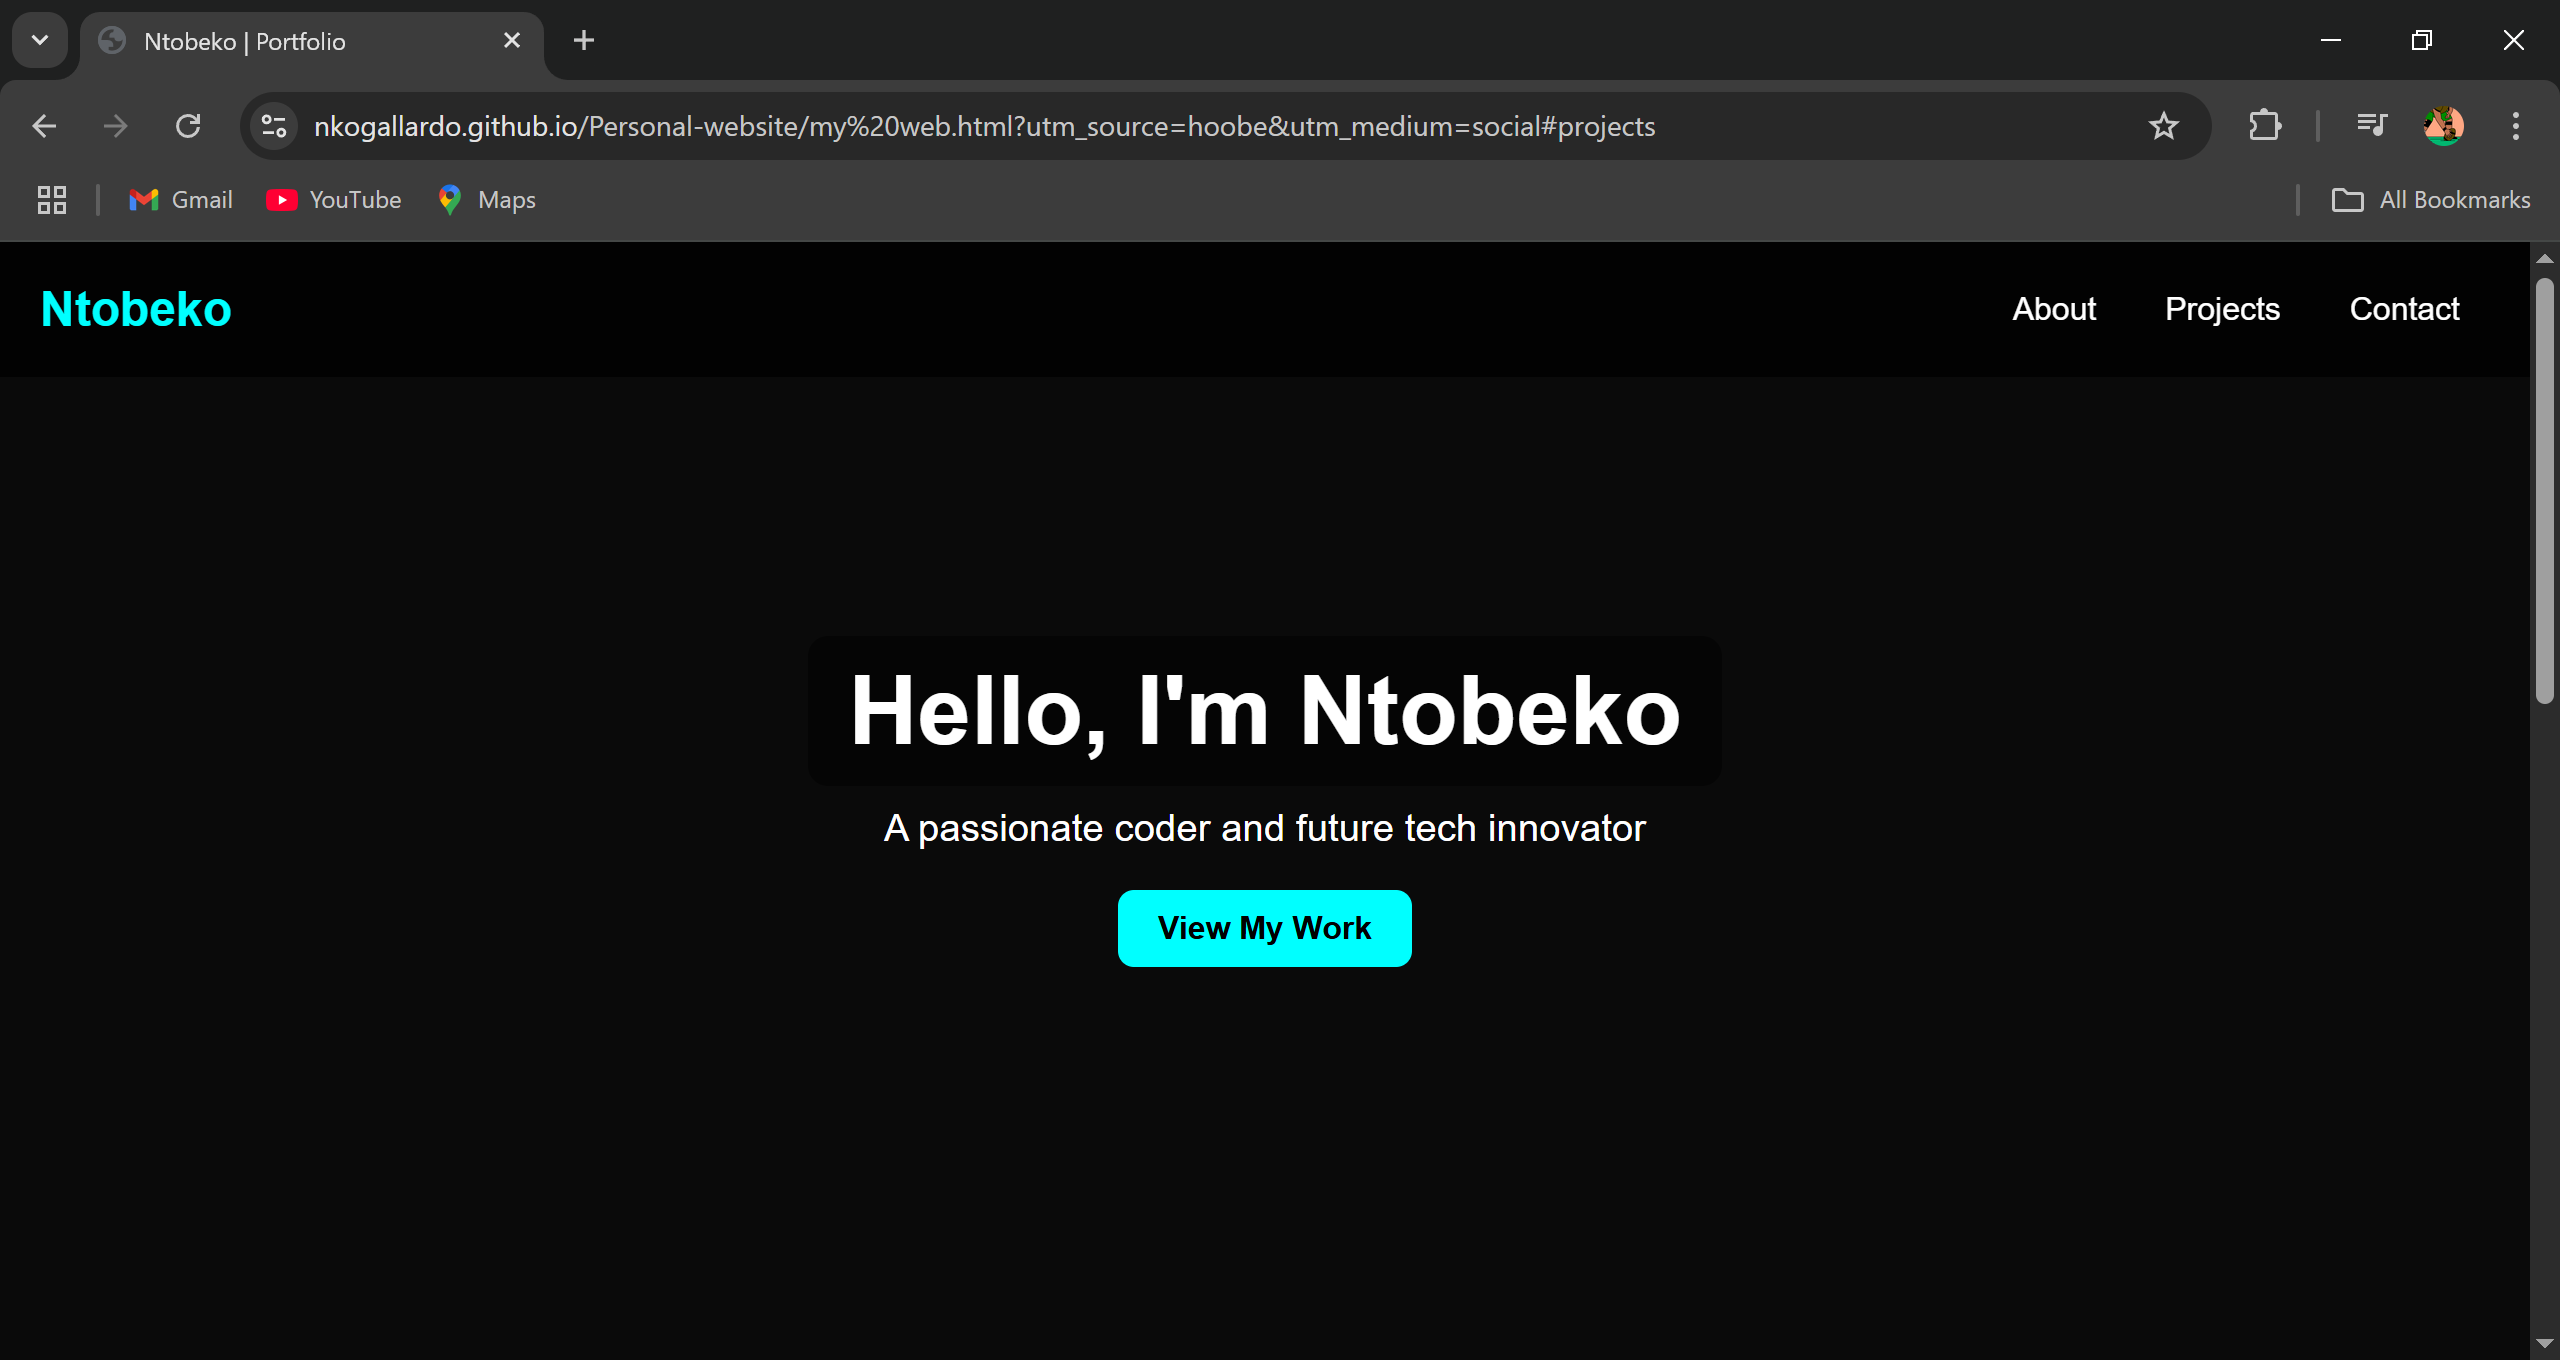 Ntobeko | Portfolio
nkogallardo.github.io/Personal-website/my%20web.html?utm_source=hoobe&utm_medium=social#projects
Gmail YouTube Maps All Bookmarks
Ntobeko About Projects Contact
Hello, I'm Ntobeko
A passionate coder and future tech innovator
View My Work